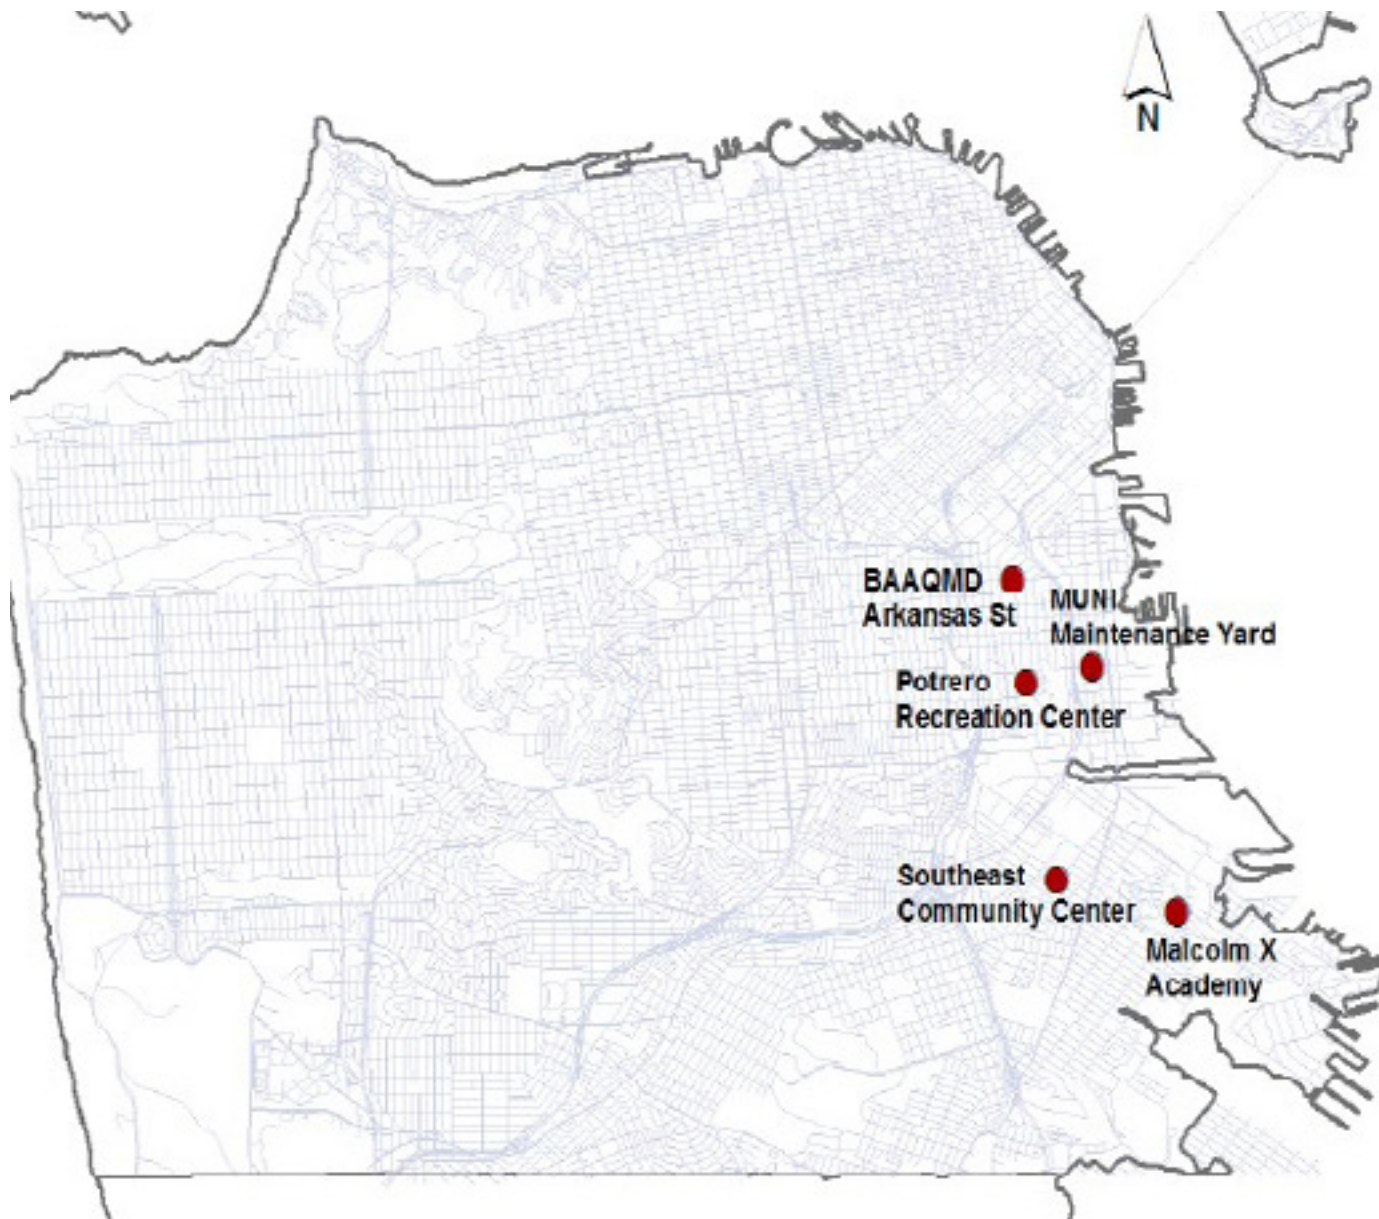 N
BAAQMD
Arkansas St
MUNI
Maintenance Yard
Potrero
Recreation Center
Southeast
Community Center
Malcolm X
Academy